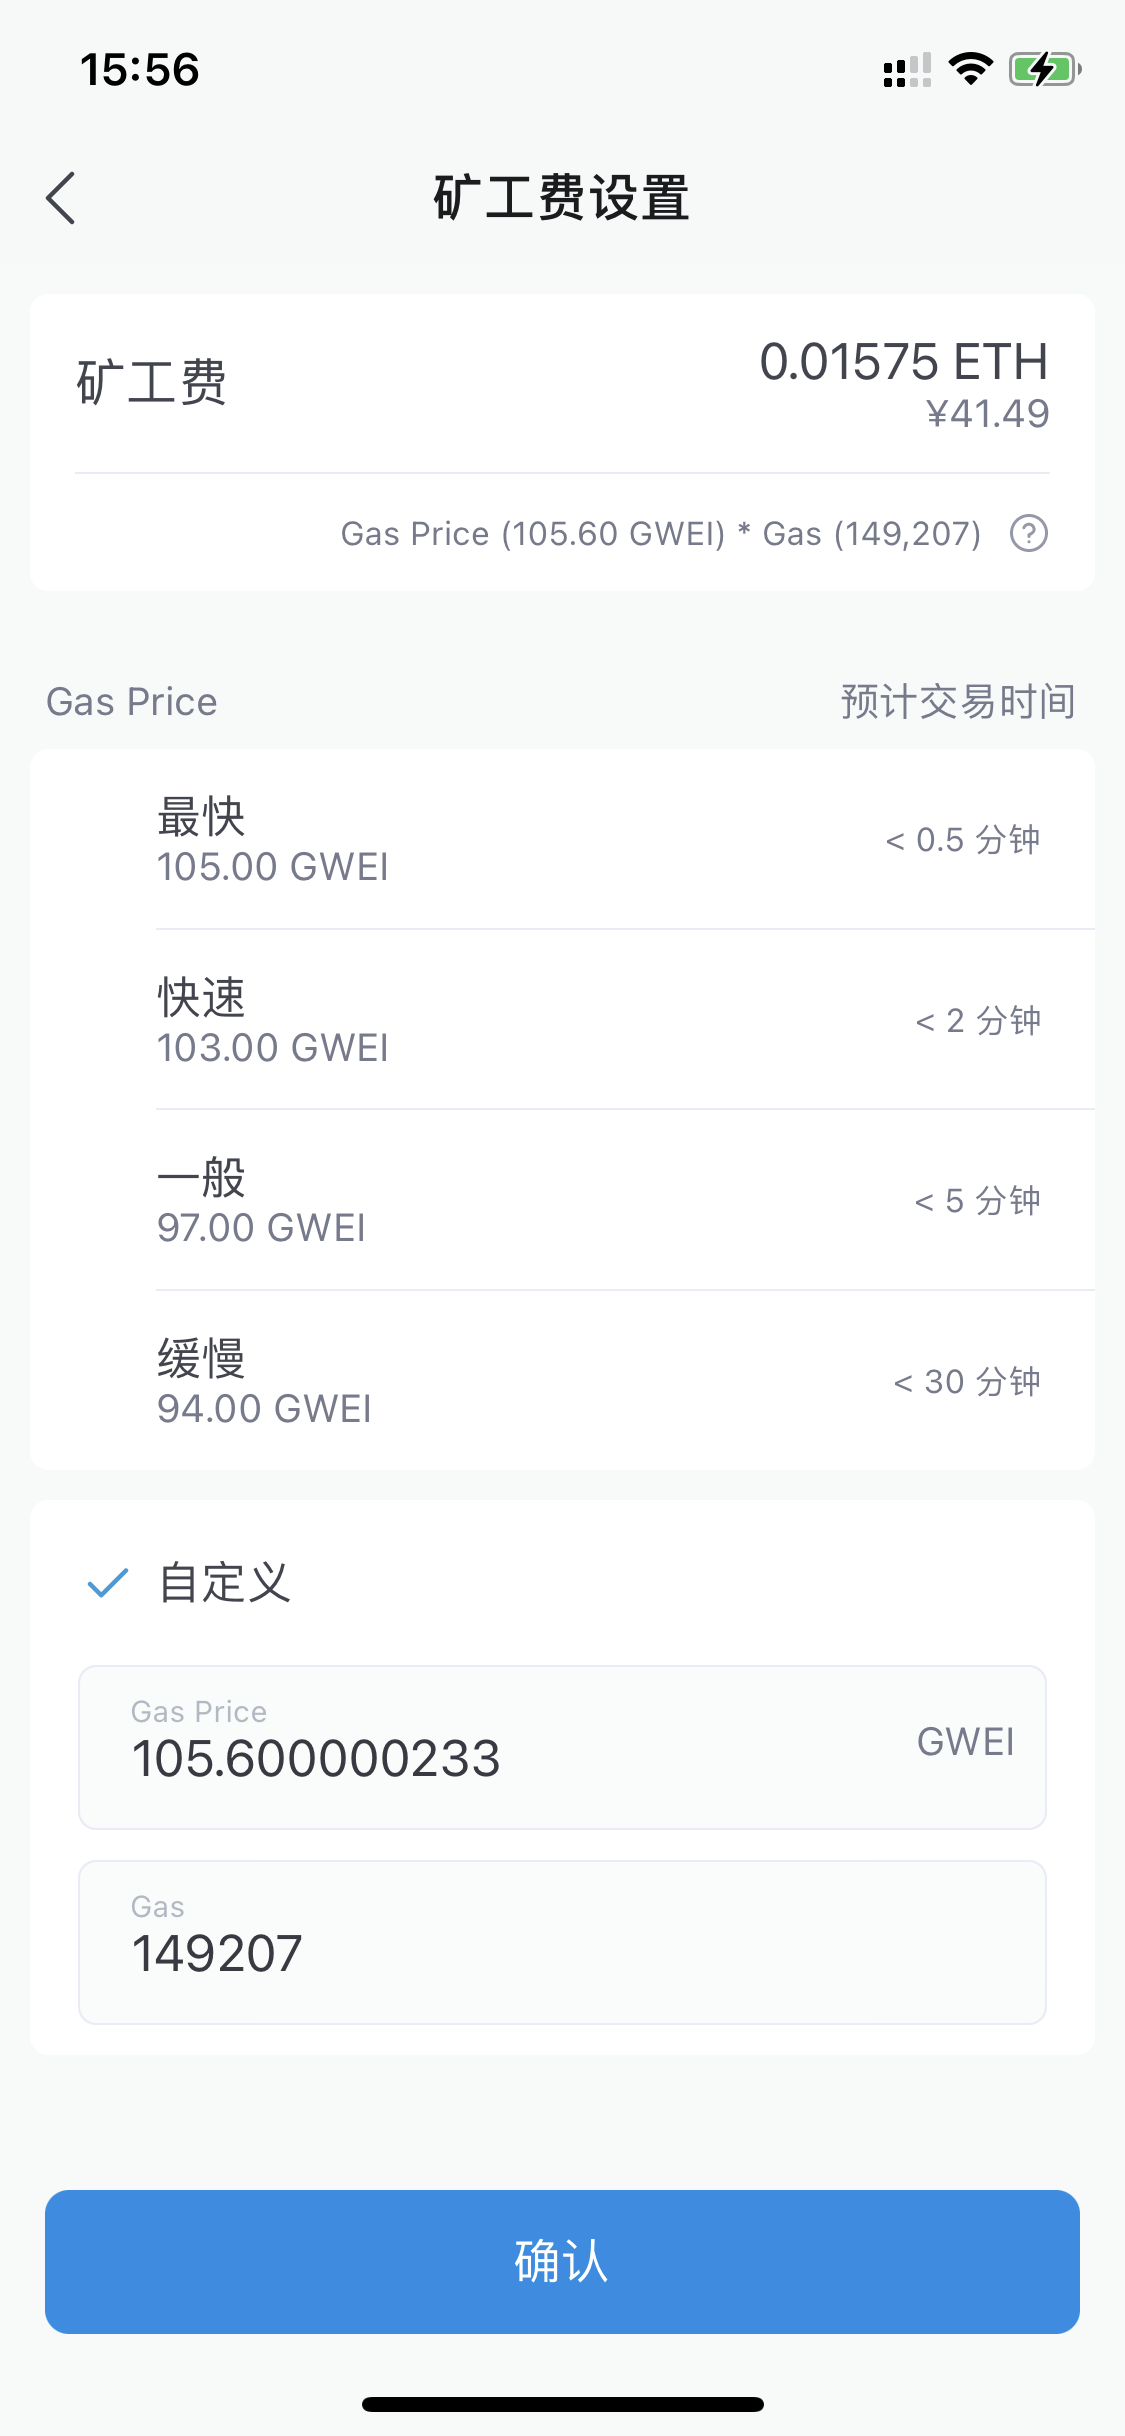 15:56
矿工费设置
矿工费
0.01575 ETH
¥41.49
Gas Price (105.60 GWEI) * Gas (149,207) ?
Gas Price 预计交易时间
最快
105.00 GWEI
< 0.5 分钟
快速
103.00 GWEI
< 2 分钟
一般
97.00 GWEI
< 5 分钟
缓慢
94.00 GWEI
< 30 分钟
自定义
Gas Price
105.600000233
GWEI
Gas
149207
确认